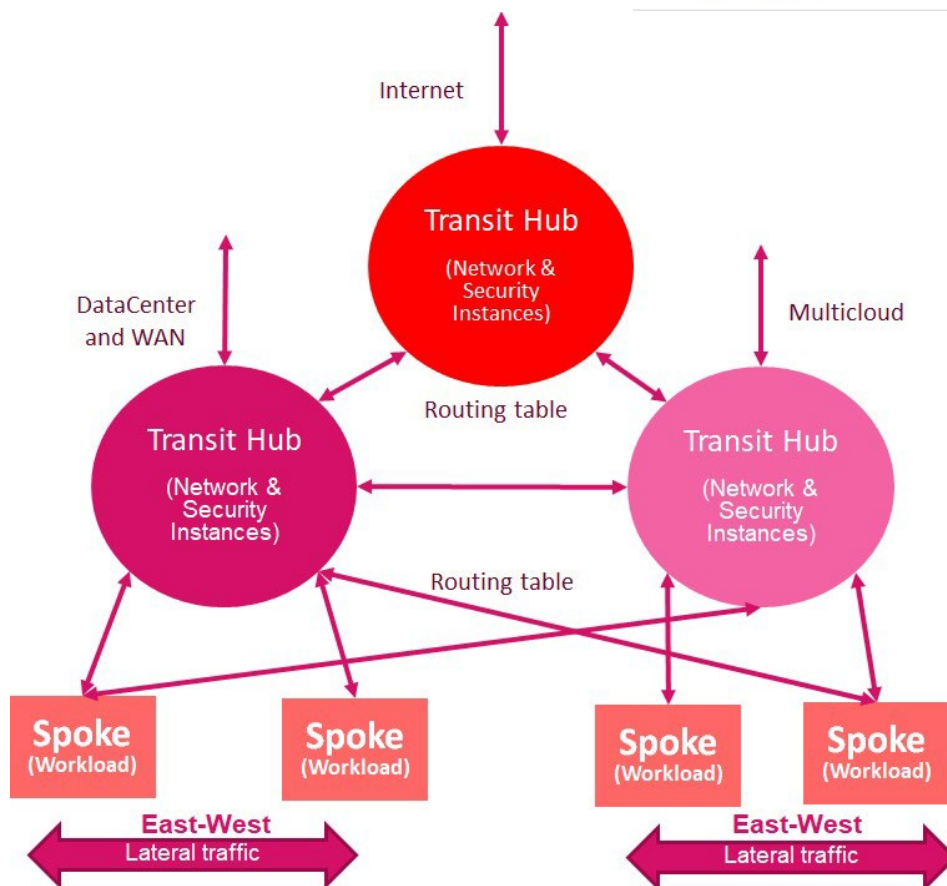 Internet
Transit Hub
(Network &
Security
Instances)
DataCenter
and WAN
Multicloud
Routing table
Transit Hub
(Network &
Security
Instances)
Transit Hub
(Network &
Security
Instances)
Routing table
Spoke
(Workload)
Spoke
(Workload)
Spoke
(Workload)
Spoke
(Workload)
East-West
Lateral traffic
East-West
Lateral traffic